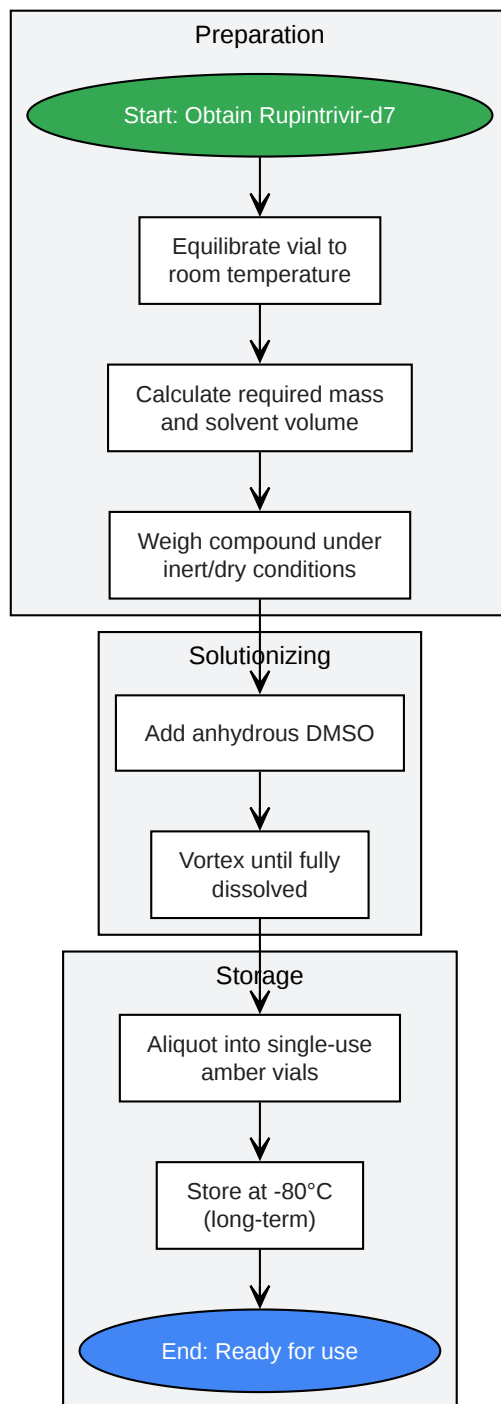 Preparation
Start: Obtain Rupintrivir-d7
Equilibrate vial to
room temperature
Calculate required mass
and solvent volume
Weigh compound under
inert/dry conditions
Solutionizing
Add anhydrous DMSO
Vortex until fully
dissolved
Storage
Aliquot into single-use
amber vials
Store at -80°C
(long-term)
End: Ready for use